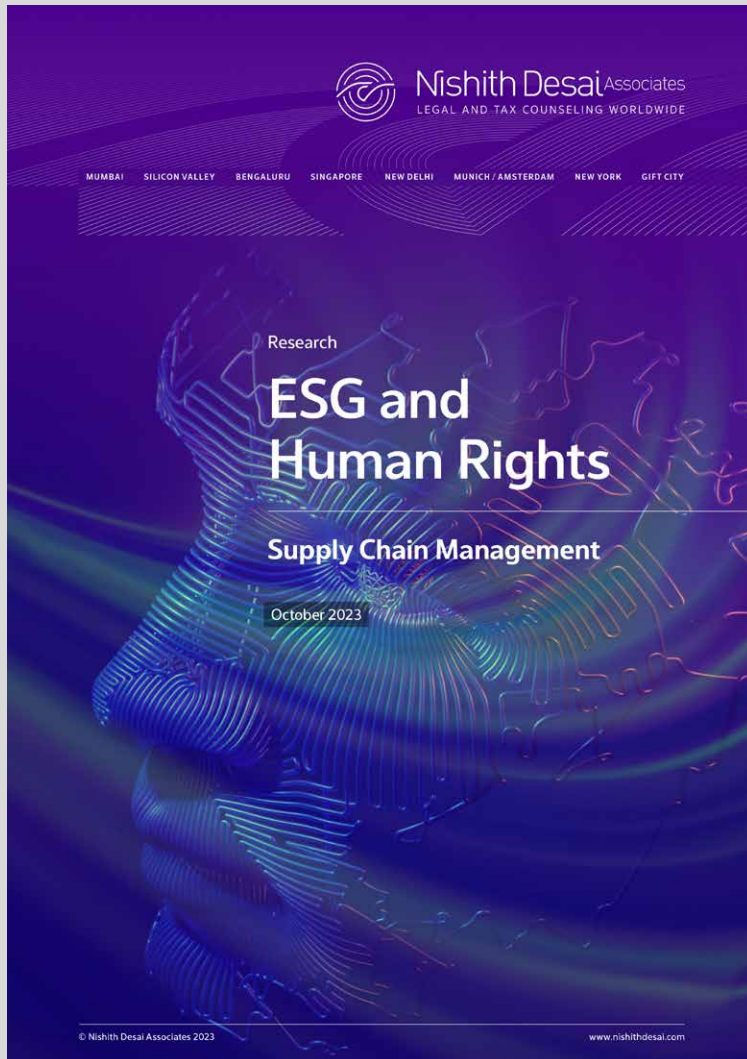 Nishith Desai Associates
LEGAL AND TAX COUNSELING WORLDWIDE
MUMBAI SILICON VALLEY BENGALURU SINGAPORE NEW DELHI MUNICH / AMSTERDAM NEW YORK GIFT CITY
Research
ESG and
Human Rights
Supply Chain Management
October 2023
© Nishith Desai Associates 2023 www.nishithdesai.com